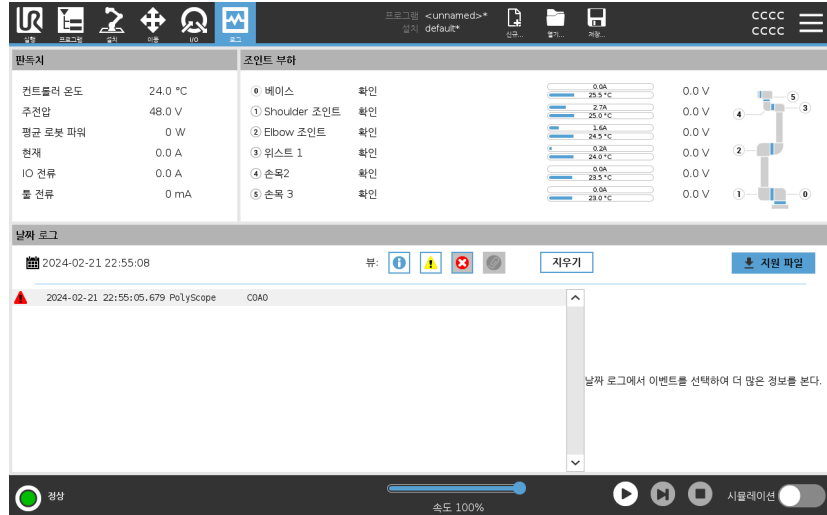 UR
프로그램 <unnamed>*
설치 default*
cccc
cccc
실행 프로그램 설치 이동 I/O 로그
신규... 열기... 저장...
판독치
조인트 부하
컨트롤러 온도 24.0 °C
주전압 48.0 V
평균 로봇 파워 0 W
현재 0.0 A
IO 전류 0.0 A
툴 전류 0 mA
0 베이스 확인 0.0A 25.5 °C 0.0 V
1 Shoulder 조인트 확인 2.7A 25.0 °C 0.0 V
2 Elbow 조인트 확인 1.6A 24.5 °C 0.0 V
3 위스트 1 확인 0.2A 24.0 °C 0.0 V
4 손목2 확인 0.0A 23.5 °C 0.0 V
5 손목 3 확인 0.0A 23.0 °C 0.0 V
5
4 3
2
1 0
날짜 로그
2024-02-21 22:55:08
뷰:
지우기
지원 파일
2024-02-21 22:55:05.679 PolyScope C0A0
날짜 로그에서 이벤트를 선택하여 더 많은 정보를 본다.
정상
속도 100%
시뮬레이션